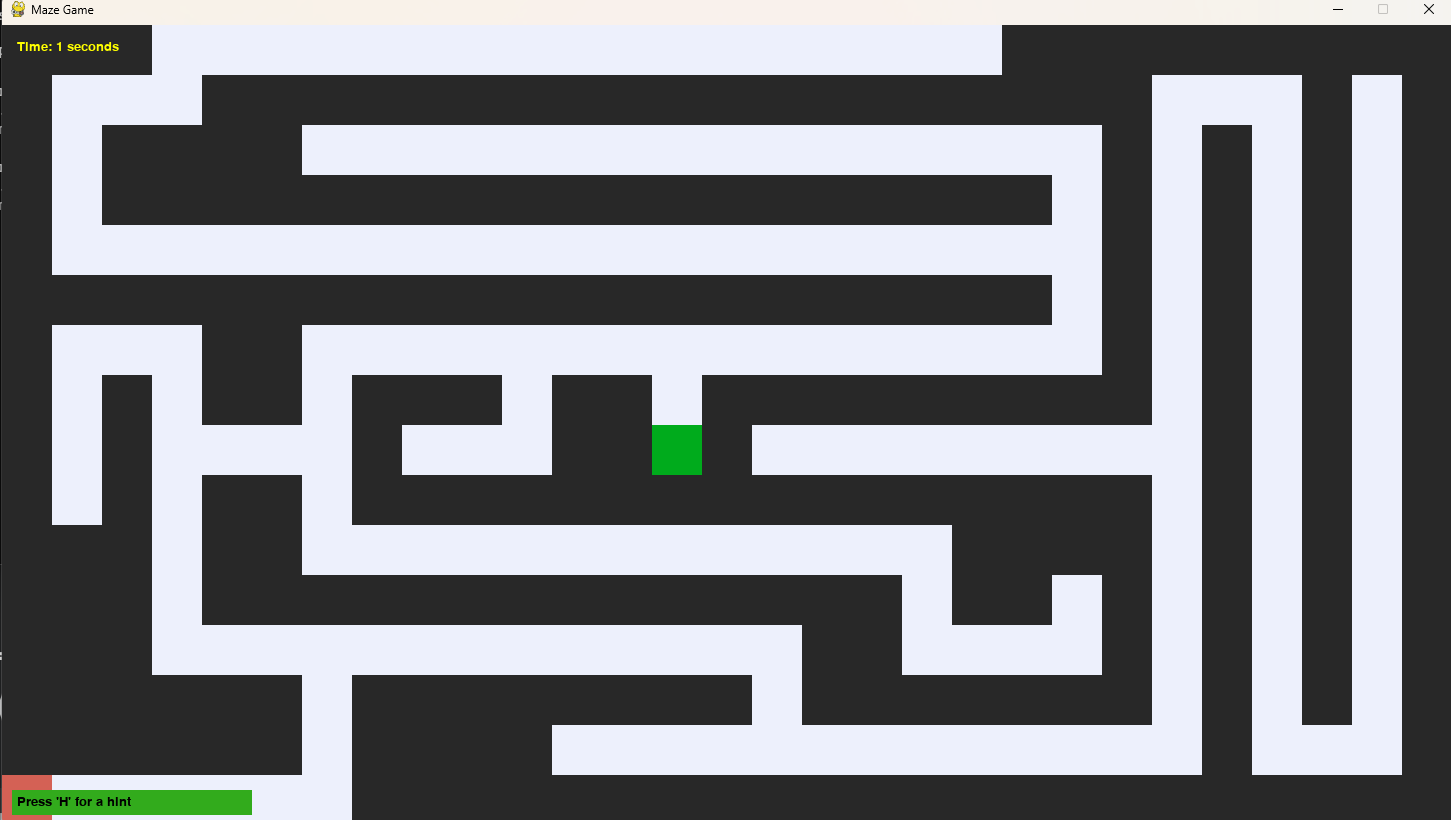 Maze Game
Time: 1 seconds
Press 'H' for a hint